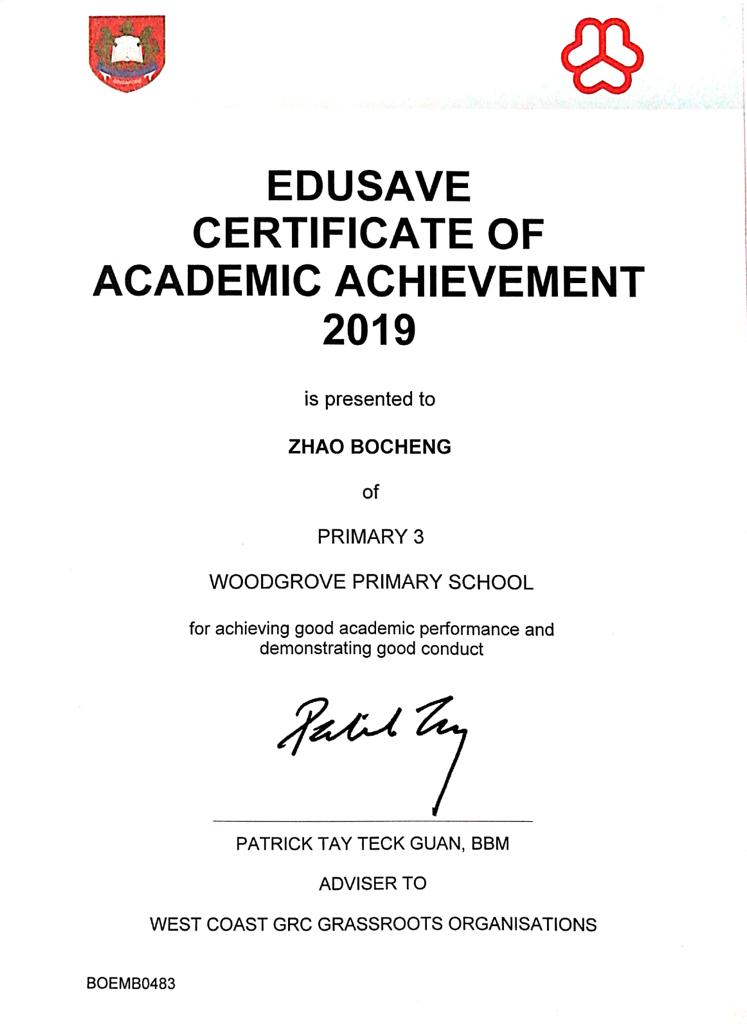 EDUSAVE
CERTIFICATE OF
ACADEMIC ACHIEVEMENT
2019
is presented to
ZHAO BOCHENG
of
PRIMARY 3
WOODGROVE PRIMARY SCHOOL
for achieving good academic performance and
demonstrating good conduct
Patrick Tay
PATRICK TAY TECK GUAN, BBM
ADVISER TO
WEST COAST GRC GRASSROOTS ORGANISATIONS
BOEMB0483